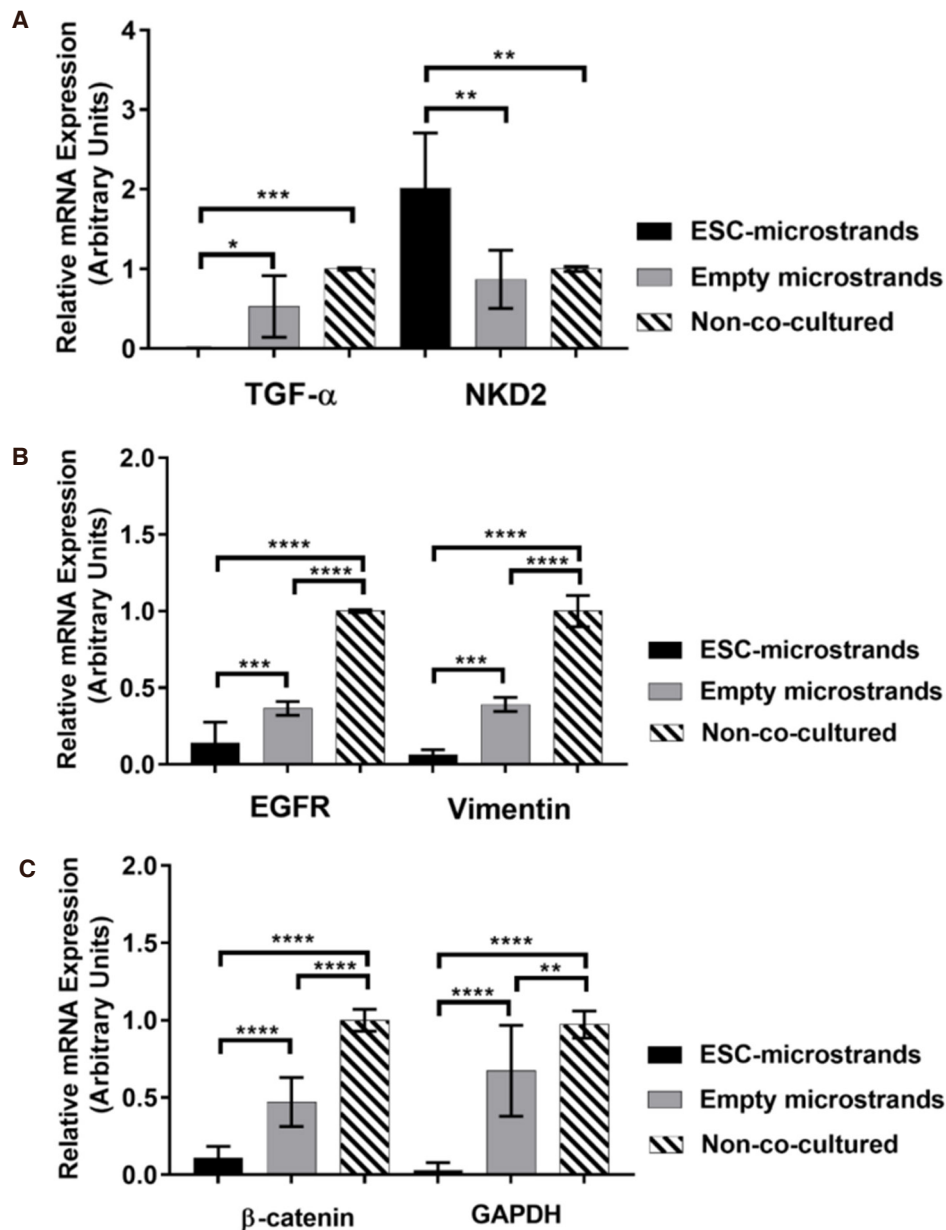 A
Relative mRNA Expression
(Arbitrary Units)
4
3
2
1
0
***
*
**
**
TGF-α
NKD2
ESC-microstrands
Empty microstrands
Non-co-cultured
B
Relative mRNA Expression
(Arbitrary Units)
2.0
1.5
1.0
0.5
0.0
****
****
***
****
****
***
EGFR
Vimentin
ESC-microstrands
Empty microstrands
Non-co-cultured
C
Relative mRNA Expression
(Arbitrary Units)
2.0
1.5
1.0
0.5
0.0
****
****
****
****
**
****
β-catenin
GAPDH
ESC-microstrands
Empty microstrands
Non-co-cultured